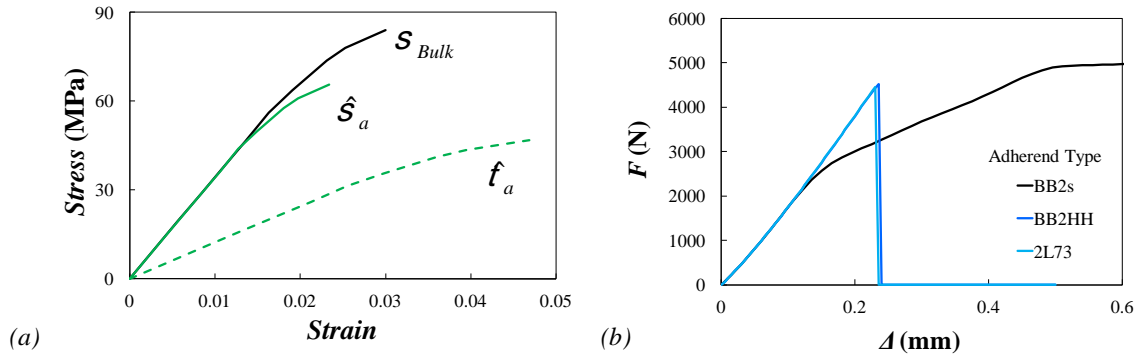 90
60
30
0
Stress (MPa)
0 0.01 0.02 0.03 0.04 0.05
Strain
s Bulk
ŝ a
t̂ a
(a)
6000
5000
4000
3000
2000
1000
0
F (N)
0 0.2 0.4 0.6
Δ (mm)
Adherend Type
BB2s
BB2HH
2L73
(b)